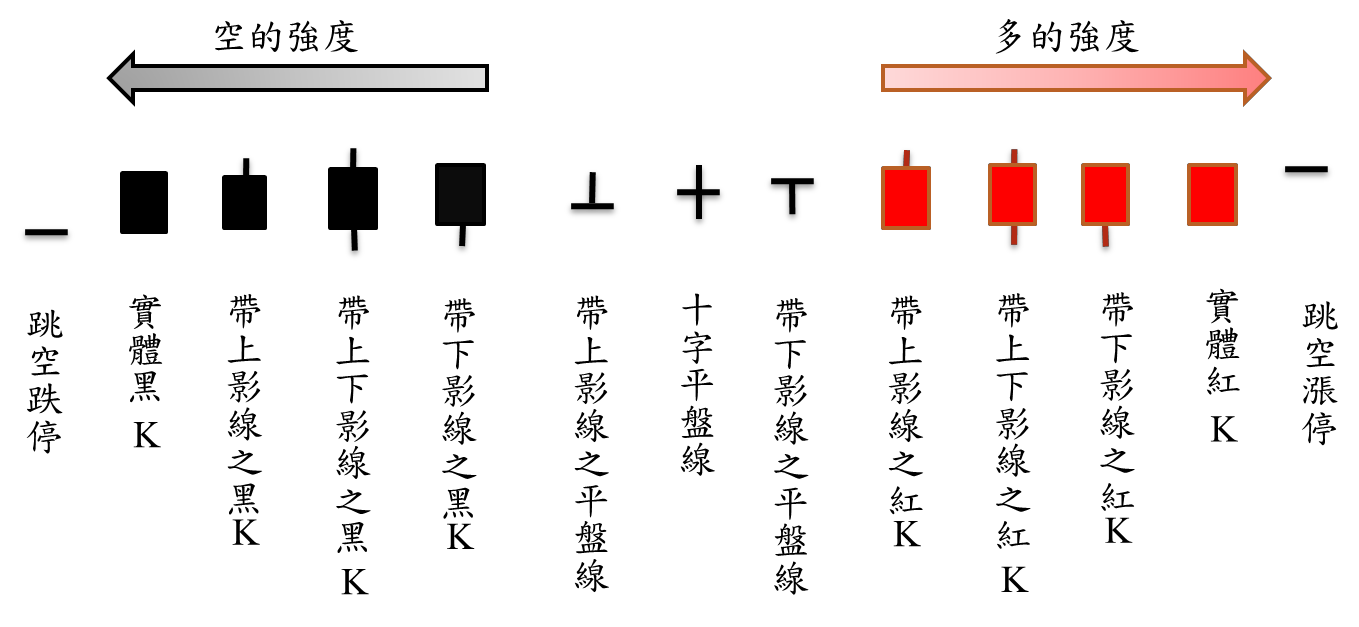 空的強度
多的強度
跳空跌停
實體黑K
帶上影線之黑K
帶上下影線之黑K
帶下影線之黑K
帶上影線之平盤線
十字平盤線
帶下影線之平盤線
帶上影線之紅K
帶上下影線之紅K
帶下影線之紅K
實體紅K
跳空漲停